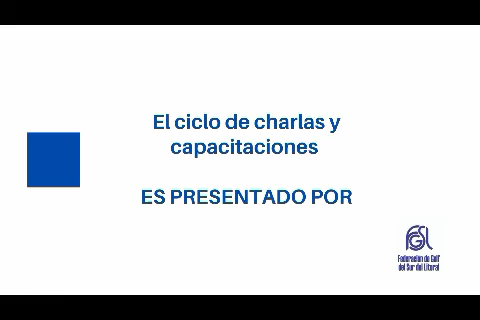 El ciclo de charlas y
capacitaciones
ES PRESENTADO POR
FGSL
Federación de Golf
del Sur del Litoral